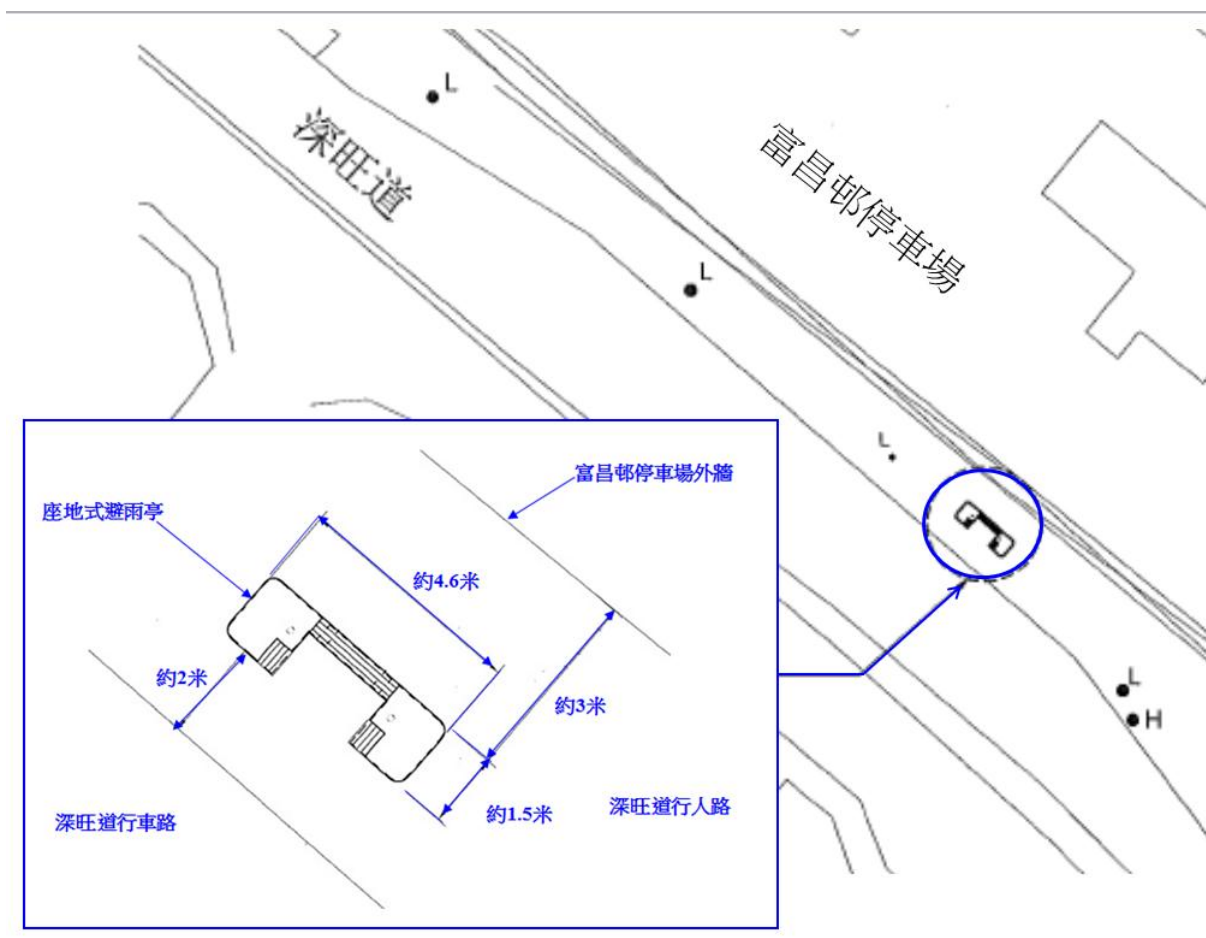 L
深旺道
富昌邨停車場
L
L
富昌邨停車場外牆
座地式避雨亭
約4.6米
約2米
約3米
約1.5米
深旺道行車路
深旺道行人路
L
H